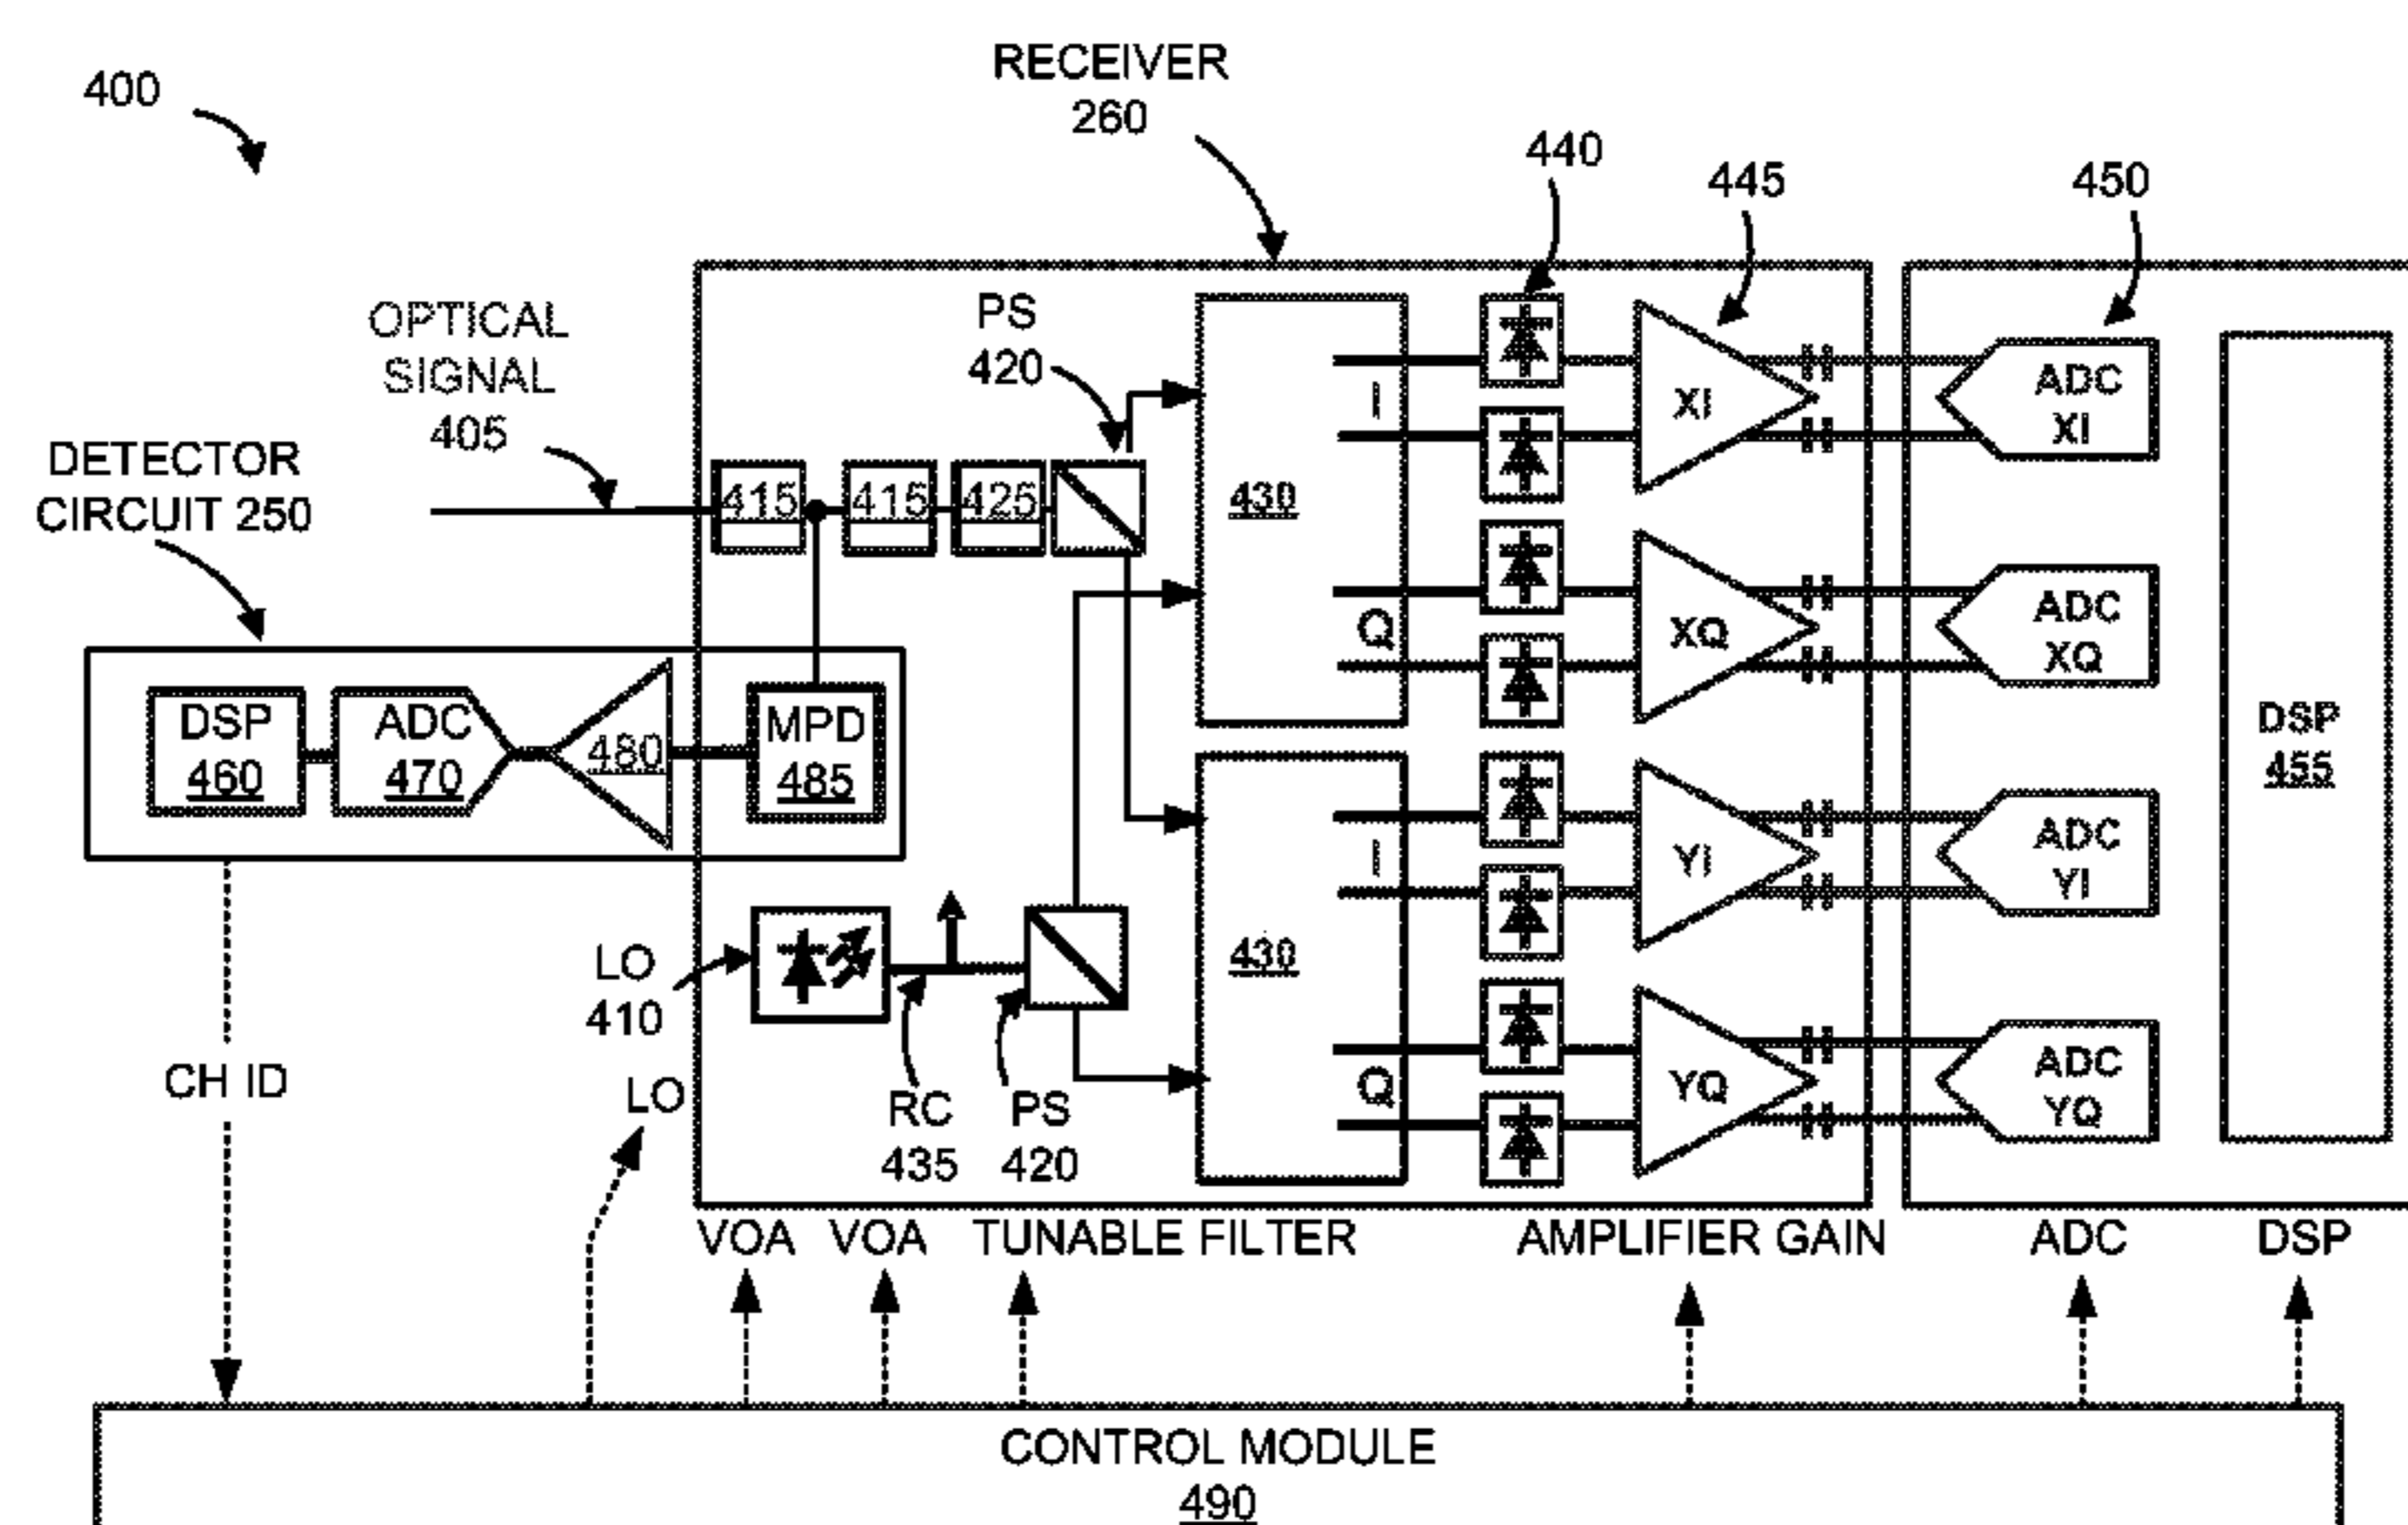 400
RECEIVER
260
440
445
450
OPTICAL
SIGNAL
405
PS
420
DETECTOR
CIRCUIT 250
415
415
425
430
I
Q
XI
XQ
ADC
XI
ADC
XQ
DSP
460
ADC
470
480
MPD
485
DSP
455
430
I
Q
YI
YQ
ADC
YI
ADC
YQ
LO
410
RC
435
PS
420
CH ID
LO
VOA
VOA
TUNABLE FILTER
AMPLIFIER GAIN
ADC
DSP
CONTROL MODULE
490